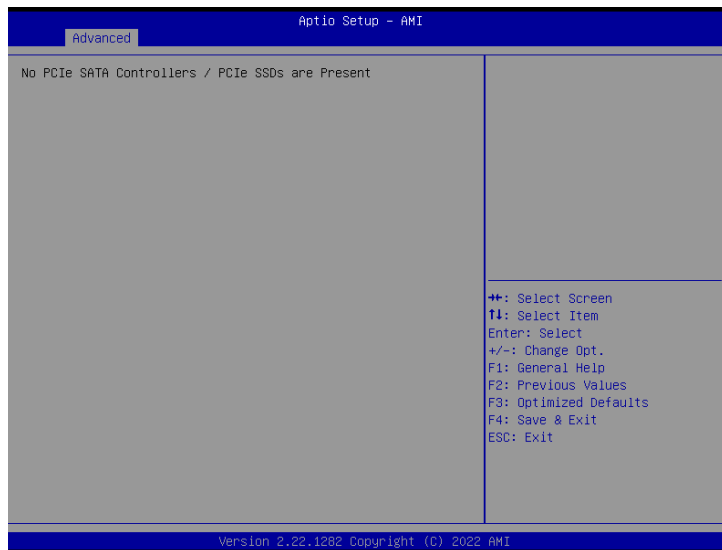 Aptio Setup - AMI
Advanced
No PCIe SATA Controllers / PCIe SSDs are Present
→←: Select Screen
↑↓: Select Item
Enter: Select
+/-: Change Opt.
F1: General Help
F2: Previous Values
F3: Optimized Defaults
F4: Save & Exit
ESC: Exit
Version 2.22.1282 Copyright (C) 2022 AMI